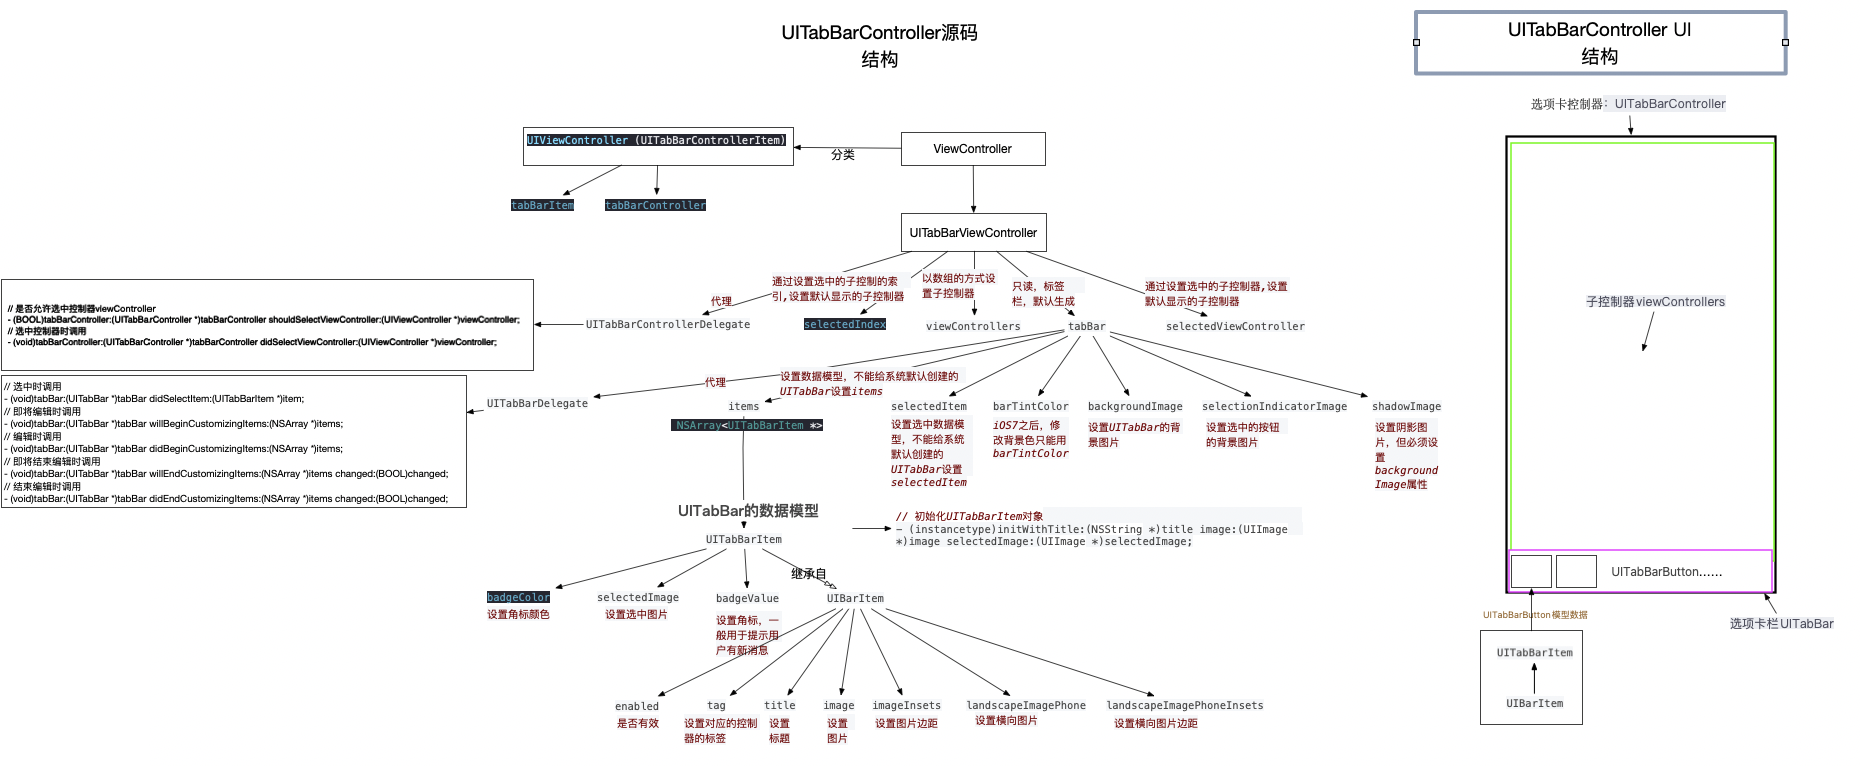 UITabBarController源码
结构
UITabBarController UI
结构
选项卡控制器：UITabBarController
UIViewController (UITabBarControllerItem)
分类
ViewController
tabBarItem
tabBarController
UITabBarViewController
通过设置选中的子控制的索
引,设置默认显示的子控制器
以数组的方式设
置子控制器
只读，标签
栏，默认生成
通过设置选中的子控制器,设置
默认显示的子控制器
代理
UITabBarControllerDelegate
selectedIndex
viewControllers
tabBar
selectedViewController
// 是否允许选中控制器viewController
- (BOOL)tabBarController:(UITabBarController *)tabBarController shouldSelectViewController:(UIViewController *)viewController;
// 选中控制器时调用
- (void)tabBarController:(UITabBarController *)tabBarController didSelectViewController:(UIViewController *)viewController;
子控制器viewControllers
代理
设置数据模型，不能给系统默认创建的
UITabBar设置items
// 选中时调用
- (void)tabBar:(UITabBar *)tabBar didSelectItem:(UITabBarItem *)item;
// 即将编辑时调用
- (void)tabBar:(UITabBar *)tabBar willBeginCustomizingItems:(NSArray *)items;
// 编辑时调用
- (void)tabBar:(UITabBar *)tabBar didBeginCustomizingItems:(NSArray *)items;
// 即将结束编辑时调用
- (void)tabBar:(UITabBar *)tabBar willEndCustomizingItems:(NSArray *)items changed:(BOOL)changed;
// 结束编辑时调用
- (void)tabBar:(UITabBar *)tabBar didEndCustomizingItems:(NSArray *)items changed:(BOOL)changed;
UITabBarDelegate
items
NSArray<UITabBarItem *>
selectedItem
设置选中数据模
型，不能给系统
默认创建的
UITabBar设置
selectedItem
barTintColor
iOS7之后，修
改背景色只能用
barTintColor
backgroundImage
设置UITabBar的背
景图片
selectionIndicatorImage
设置选中的按钮
的背景图片
shadowImage
设置阴影图
片，但必须设
置
background
Image属性
UITabBar的数据模型
UITabBarItem
// 初始化UITabBarItem对象
- (instancetype)initWithTitle:(NSString *)title image:(UIImage
*)image selectedImage:(UIImage *)selectedImage;
继承自
badgeColor
设置角标颜色
selectedImage
设置选中图片
badgeValue
设置角标，一
般用于提示用
户有新消息
UIBarItem
UITabBarButton......
UITabBarButton模型数据
选项卡栏UITabBar
UITabBarItem
UIBarItem
enabled
是否有效
tag
设置对应的控制
器的标签
title
设置
标题
image
设置
图片
imageInsets
设置图片边距
landscapeImagePhone
设置横向图片
landscapeImagePhoneInsets
设置横向图片边距